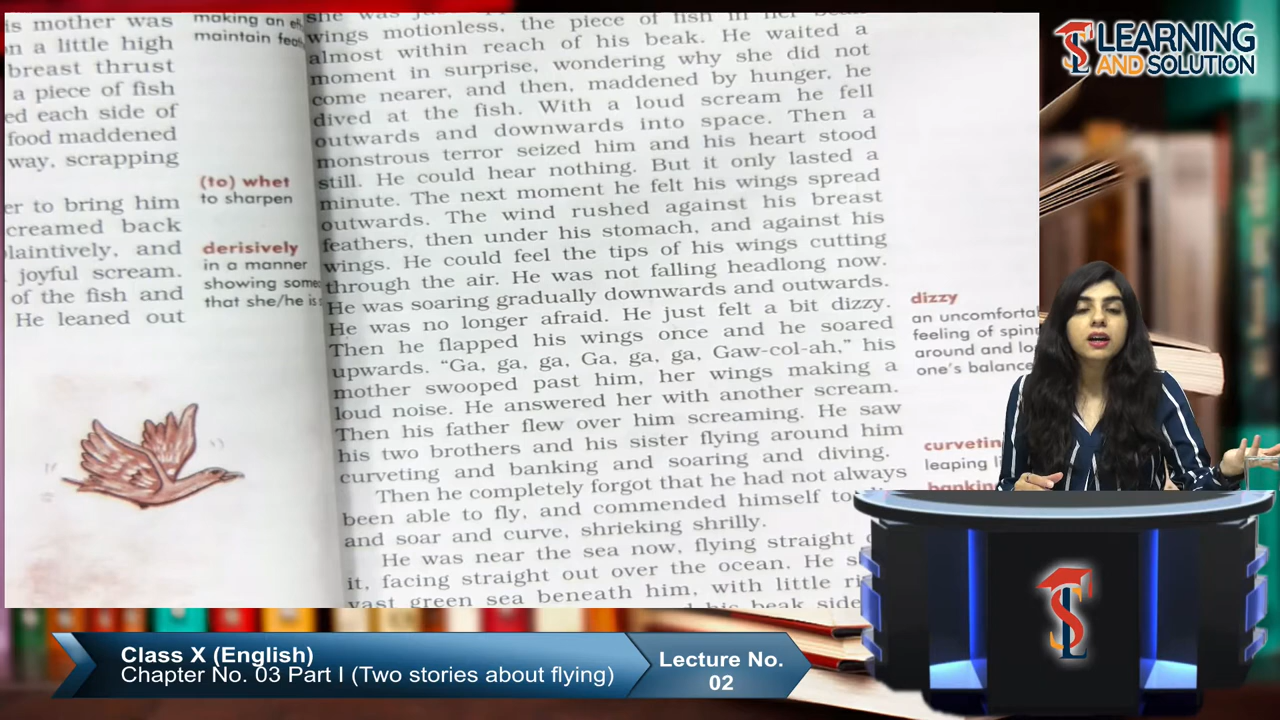 is mother was
n a little high
breast thrust
a piece of fish
ed each side of
food maddened
way, scrapping
er to bring him
creamed back
laintively, and
joyful scream.
of the fish and
He leaned out
making an
maintain
(to) whet
to sharpen
derisively
in a manner
showing
that she/he is
she was
wings motionless, the piece of fish in her
almost within reach of his beak. He waited a
moment in surprise, wondering why she did not
come nearer, and then, maddened by hunger, he
dived at the fish. With a loud scream he fell
outwards and downwards into space. Then a
monstrous terror seized him and his heart stood
still. He could hear nothing. But it only lasted a
minute. The next moment he felt his wings spread
outwards. The wind rushed against his breast
feathers, then under his stomach, and against his
wings. He could feel the tips of his wings cutting
through the air. He was not falling headlong now.
He was soaring gradually downwards and outwards.
He was no longer afraid. He just felt a bit dizzy.
Then he flapped his wings once and he soared
upwards. “Ga, ga, ga, Ga, ga, ga, Gaw-col-ah,” his
mother swooped past him, her wings making a
loud noise. He answered her with another scream.
Then his father flew over him screaming. He saw
his two brothers and his sister flying around him
curveting and banking and soaring and diving.
Then he completely forgot that he had not always
been able to fly, and commended himself to
and soar and curve, shrieking shrilly.
He was near the sea now, flying straight
it, facing straight out over the ocean. He
vast green sea beneath him, with little
beak side
dizzy
an uncomforta
feeling of spin
around and lo
one's balance
curvetin
leaping
banking
LEARNING
AND SOLUTION
Class X (English)
Chapter No. 03 Part I (Two stories about flying)
Lecture No.
02